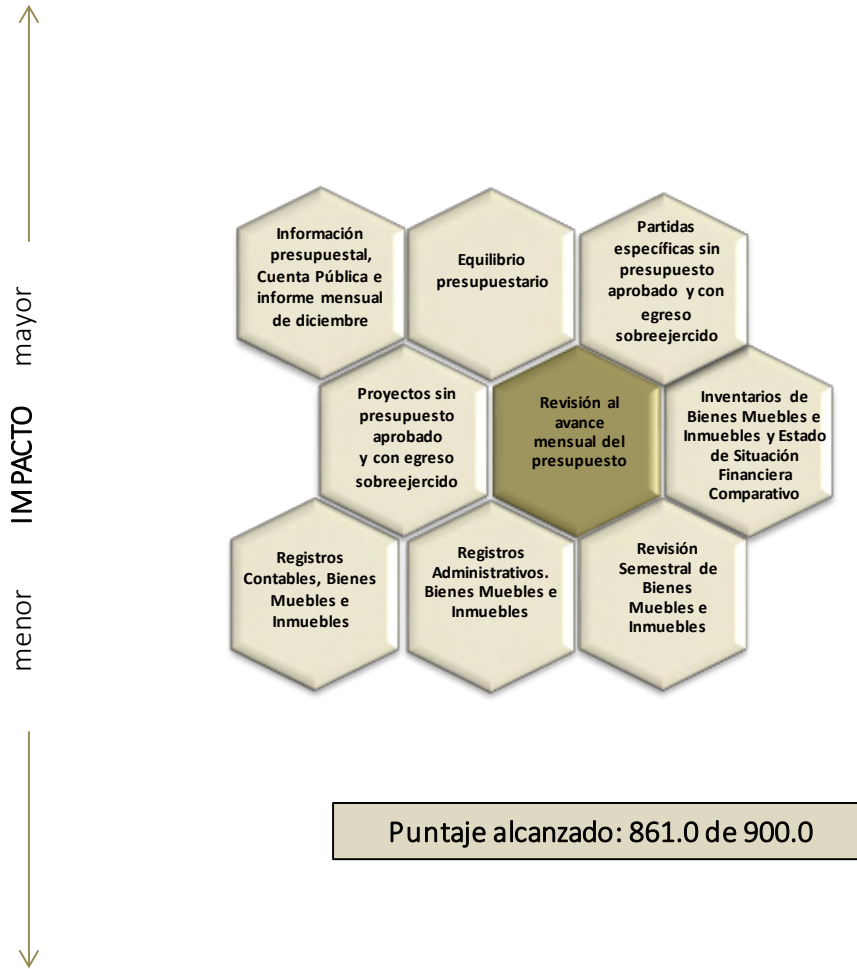 mayor
IMPACTO
menor
Información
presupuestal,
Cuenta Pública e
informe mensual
de diciembre
Equilibrio
presupuestario
Partidas
específicas sin
presupuesto
aprobado y con
egreso
sobreejercido
Proyectos sin
presupuesto
aprobado
y con egreso
sobreejercido
Revisión al
avance
mensual del
presupuesto
Inventarios de
Bienes Muebles e
Inmuebles y Estado
de Situación
Financiera
Comparativo
Registros
Contables, Bienes
Muebles e
Inmuebles
Registros
Administrativos.
Bienes Muebles e
Inmuebles
Revisión
Semestral de
Bienes
Muebles e
Inmuebles
Puntaje alcanzado: 861.0 de 900.0